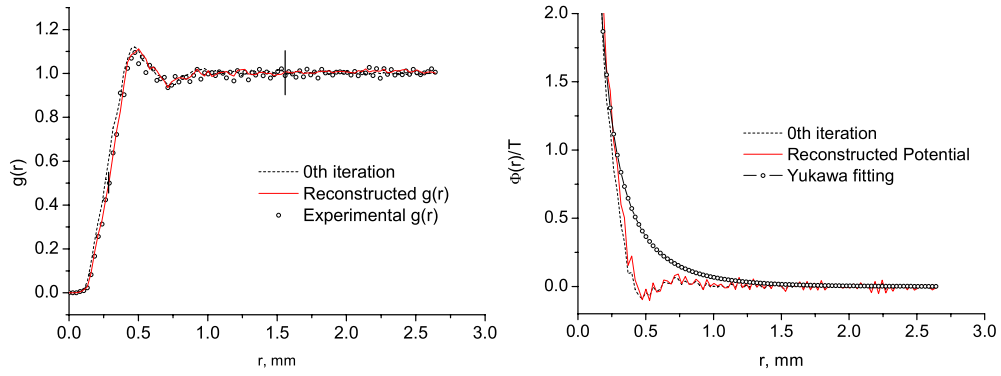 1.2
1.0
0.8
0.6
0.4
0.2
0.0
g(r)
0th iteration
Reconstructed g(r)
Experimental g(r)
0.0 0.5 1.0 1.5 2.0 2.5 3.0
r, mm
2.0
1.5
1.0
0.5
0.0
Φ(r)/T
0th iteration
Reconstructed Potential
Yukawa fitting
0.0 0.5 1.0 1.5 2.0 2.5 3.0
r, mm